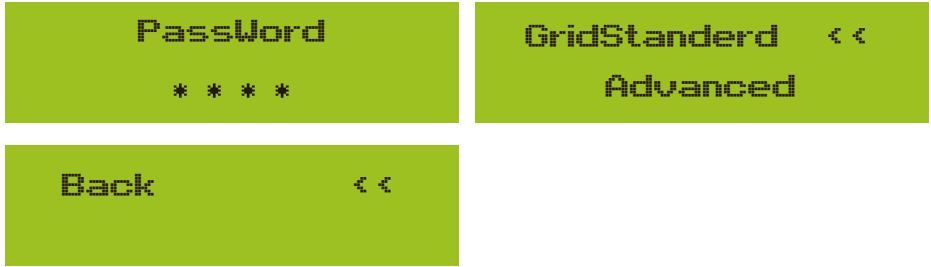 PassWord
* * * *
GridStanderd <<
Advanced
Back <<